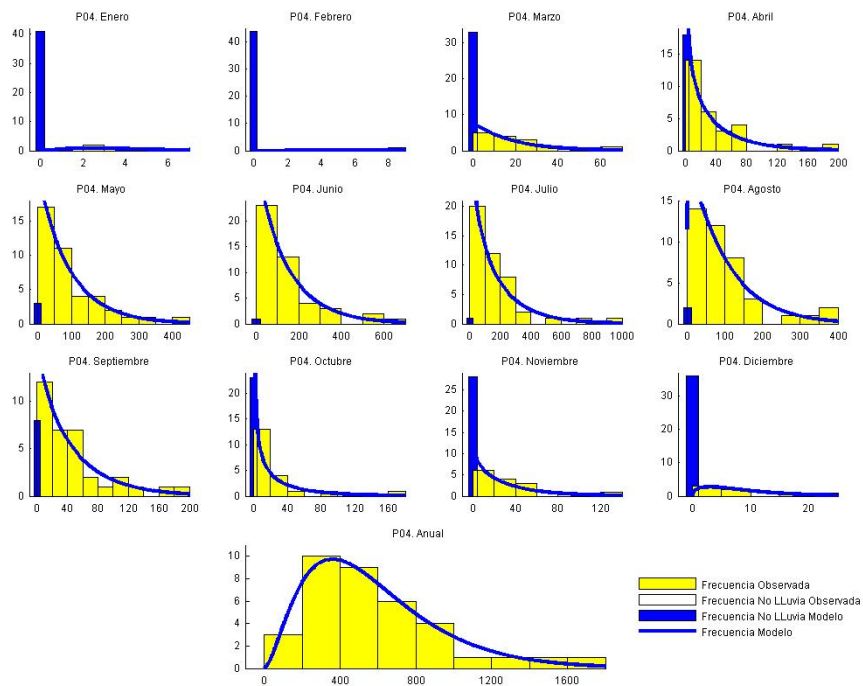 P04. Enero
P04. Febrero
P04. Marzo
P04. Abril
40
30
20
10
0
0 2 4 6
40
30
20
10
0
0 2 4 6 8
30
20
10
0
0 20 40 60
15
10
5
0
0 40 80 120 160 200
P04. Mayo
P04. Junio
P04. Julio
P04. Agosto
15
10
5
0
0 100 200 300 400
20
15
10
5
0
0 200 400 600
20
15
10
5
0
0 200 400 600 800 1000
15
10
5
0
0 100 200 300 400
P04. Septiembre
P04. Octubre
P04. Noviembre
P04. Diciembre
10
5
0
0 40 80 120 160 200
20
15
10
5
0
0 40 80 120 160
25
20
15
10
5
0
0 40 80 120
30
20
10
0
0 10 20
P04. Anual
10
8
6
4
2
0
0 400 800 1200 1600
Frecuencia Observada
Frecuencia No LLuvia Observada
Frecuencia No LLuvia Modelo
Frecuencia Modelo